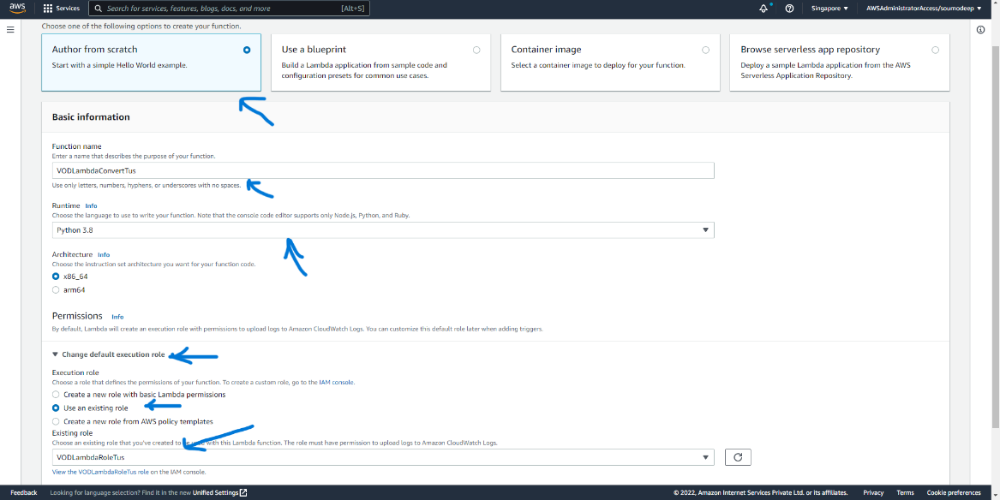 aws Services Search for services, features, blogs, docs, and more [Alt+S] Singapore ▼ AWSAdministratorAccess/soumodeep ▼
Choose one of the following options to create your function.
Author from scratch
Start with a simple Hello World example.
Use a blueprint
Build a Lambda application from sample code and
configuration presets for common use cases.
Container image
Select a container image to deploy for your function.
Browse serverless app repository
Deploy a sample Lambda application from the AWS
Serverless Application Repository.
Basic information
Function name
Enter a name that describes the purpose of your function.
VODLambdaConvertTus
Use only letters, numbers, hyphens, or underscores with no spaces.
Runtime Info
Choose the language to use to write your function. Note that the console code editor supports only Node.js, Python, and Ruby.
Python 3.8
Architecture Info
Choose the instruction set architecture you want for your function code.
x86_64
arm64
Permissions Info
By default, Lambda will create an execution role with permissions to upload logs to Amazon CloudWatch Logs. You can customize this default role later when adding triggers.
▼ Change default execution role
Execution role
Choose a role that defines the permissions of your function. To create a custom role, go to the IAM console.
Create a new role with basic Lambda permissions
Use an existing role
Create a new role from AWS policy templates
Existing role
Choose an existing role that you've created to be used with this Lambda function. The role must have permission to upload logs to Amazon CloudWatch Logs.
VODLambdaRoleTus
View the VODLambdaRoleTus role on the IAM console.
Feedback Looking for language selection? Find it in the new Unified Settings © 2022, Amazon Internet Services Private Ltd. or its affiliates. Privacy Terms Cookie preferences